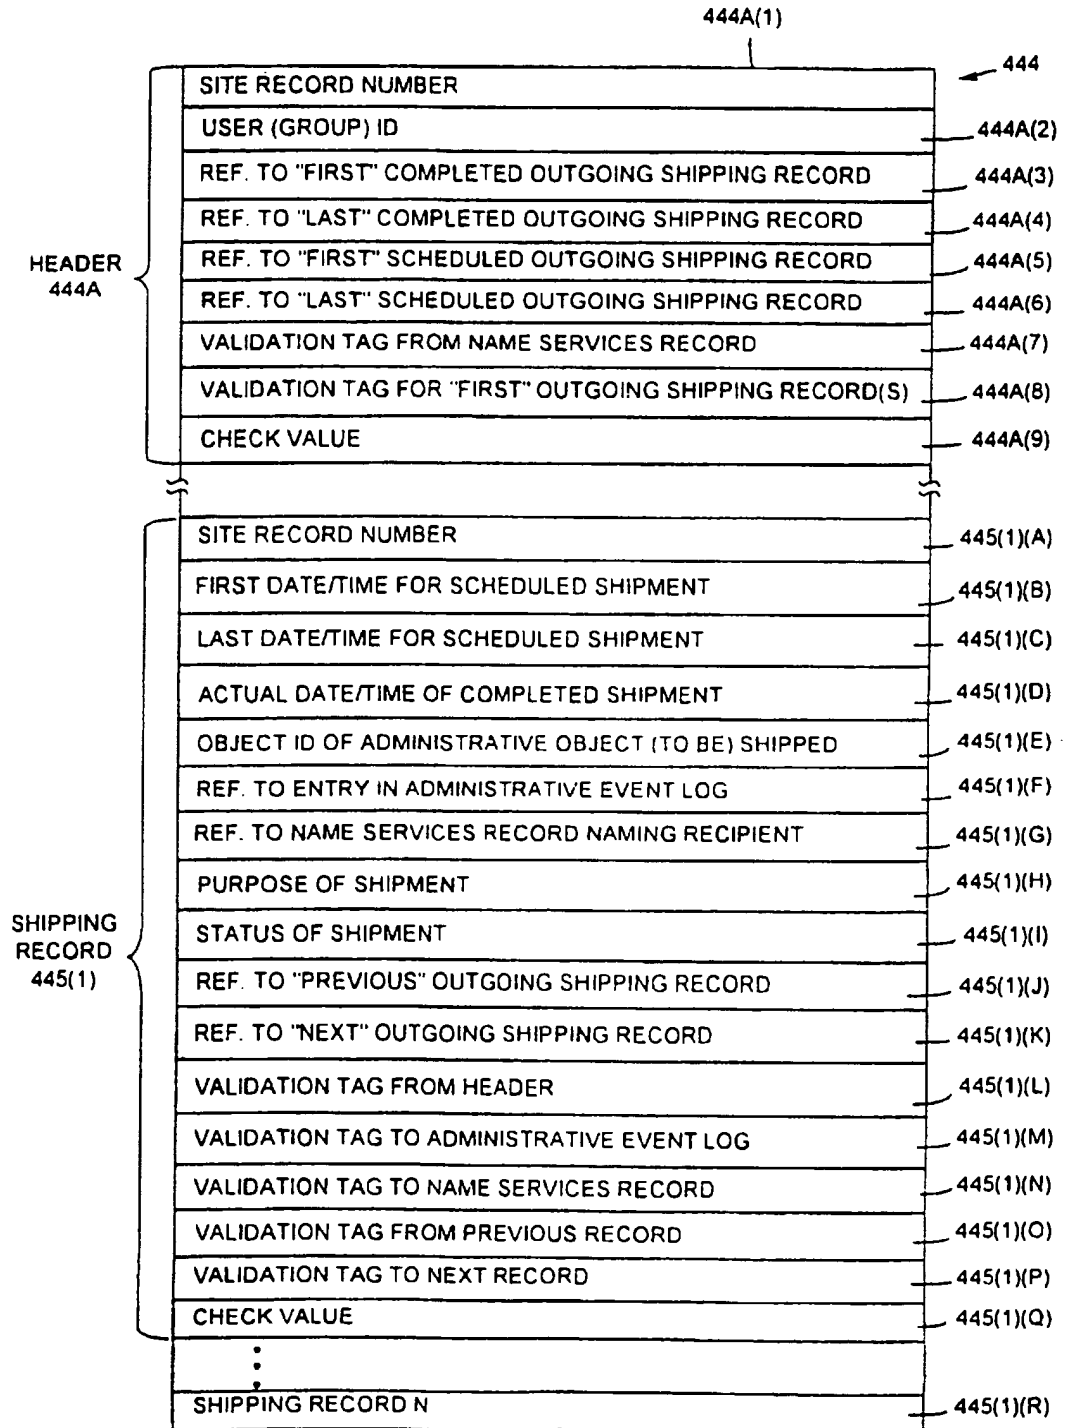 444A(1)
444
SITE RECORD NUMBER
USER (GROUP) ID 444A(2)
REF. TO "FIRST" COMPLETED OUTGOING SHIPPING RECORD 444A(3)
REF. TO "LAST" COMPLETED OUTGOING SHIPPING RECORD 444A(4)
HEADER
444A
REF. TO "FIRST" SCHEDULED OUTGOING SHIPPING RECORD 444A(5)
REF. TO "LAST" SCHEDULED OUTGOING SHIPPING RECORD 444A(6)
VALIDATION TAG FROM NAME SERVICES RECORD 444A(7)
VALIDATION TAG FOR "FIRST" OUTGOING SHIPPING RECORD(S) 444A(8)
CHECK VALUE 444A(9)
SITE RECORD NUMBER 445(1)(A)
FIRST DATE/TIME FOR SCHEDULED SHIPMENT 445(1)(B)
LAST DATE/TIME FOR SCHEDULED SHIPMENT 445(1)(C)
ACTUAL DATE/TIME OF COMPLETED SHIPMENT 445(1)(D)
OBJECT ID OF ADMINISTRATIVE OBJECT (TO BE) SHIPPED 445(1)(E)
REF. TO ENTRY IN ADMINISTRATIVE EVENT LOG 445(1)(F)
REF. TO NAME SERVICES RECORD NAMING RECIPIENT 445(1)(G)
PURPOSE OF SHIPMENT 445(1)(H)
SHIPPING
RECORD
445(1)
STATUS OF SHIPMENT 445(1)(I)
REF. TO "PREVIOUS" OUTGOING SHIPPING RECORD 445(1)(J)
REF. TO "NEXT" OUTGOING SHIPPING RECORD 445(1)(K)
VALIDATION TAG FROM HEADER 445(1)(L)
VALIDATION TAG TO ADMINISTRATIVE EVENT LOG 445(1)(M)
VALIDATION TAG TO NAME SERVICES RECORD 445(1)(N)
VALIDATION TAG FROM PREVIOUS RECORD 445(1)(O)
VALIDATION TAG TO NEXT RECORD 445(1)(P)
CHECK VALUE 445(1)(Q)
SHIPPING RECORD N 445(1)(R)